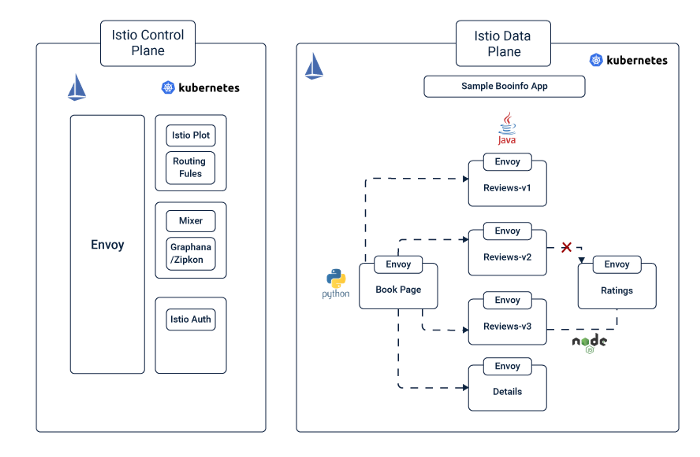 Istio Control
Plane
kubernetes
Envoy
Istio Plot
Routing
Fules
Mixer
Graphana
/Zipkon
Istio Auth
Istio Data
Plane
kubernetes
Sample Booinfo App
Java
Envoy
Reviews-v1
Envoy
Reviews-v2
Envoy
Book Page
python
Envoy
Ratings
Envoy
Reviews-v3
node
Envoy
Details